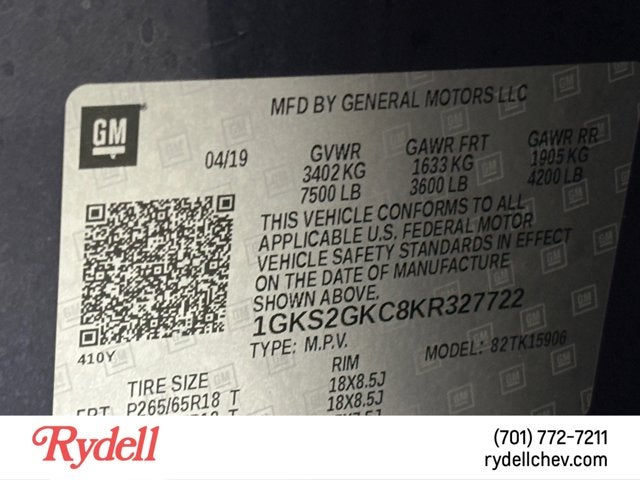 GM
MFD BY GENERAL MOTORS LLC
04/19 GVWR GAWR FRT GAWR RR
3402 KG 1633 KG 1905 KG
7500 LB 3600 LB 4200 LB
THIS VEHICLE CONFORMS TO ALL
APPLICABLE U.S. FEDERAL MOTOR
VEHICLE SAFETY STANDARDS IN EFFECT
ON THE DATE OF MANUFACTURE
SHOWN ABOVE.
1GKS2GKC8KR327722
410Y
TYPE: M.P.V. MODEL: 82TK15906
TIRE SIZE RIM
FRT P265/65R18 T 18X8.5J
18X8.5J
Rydell
(701) 772-7211
rydellchev.com